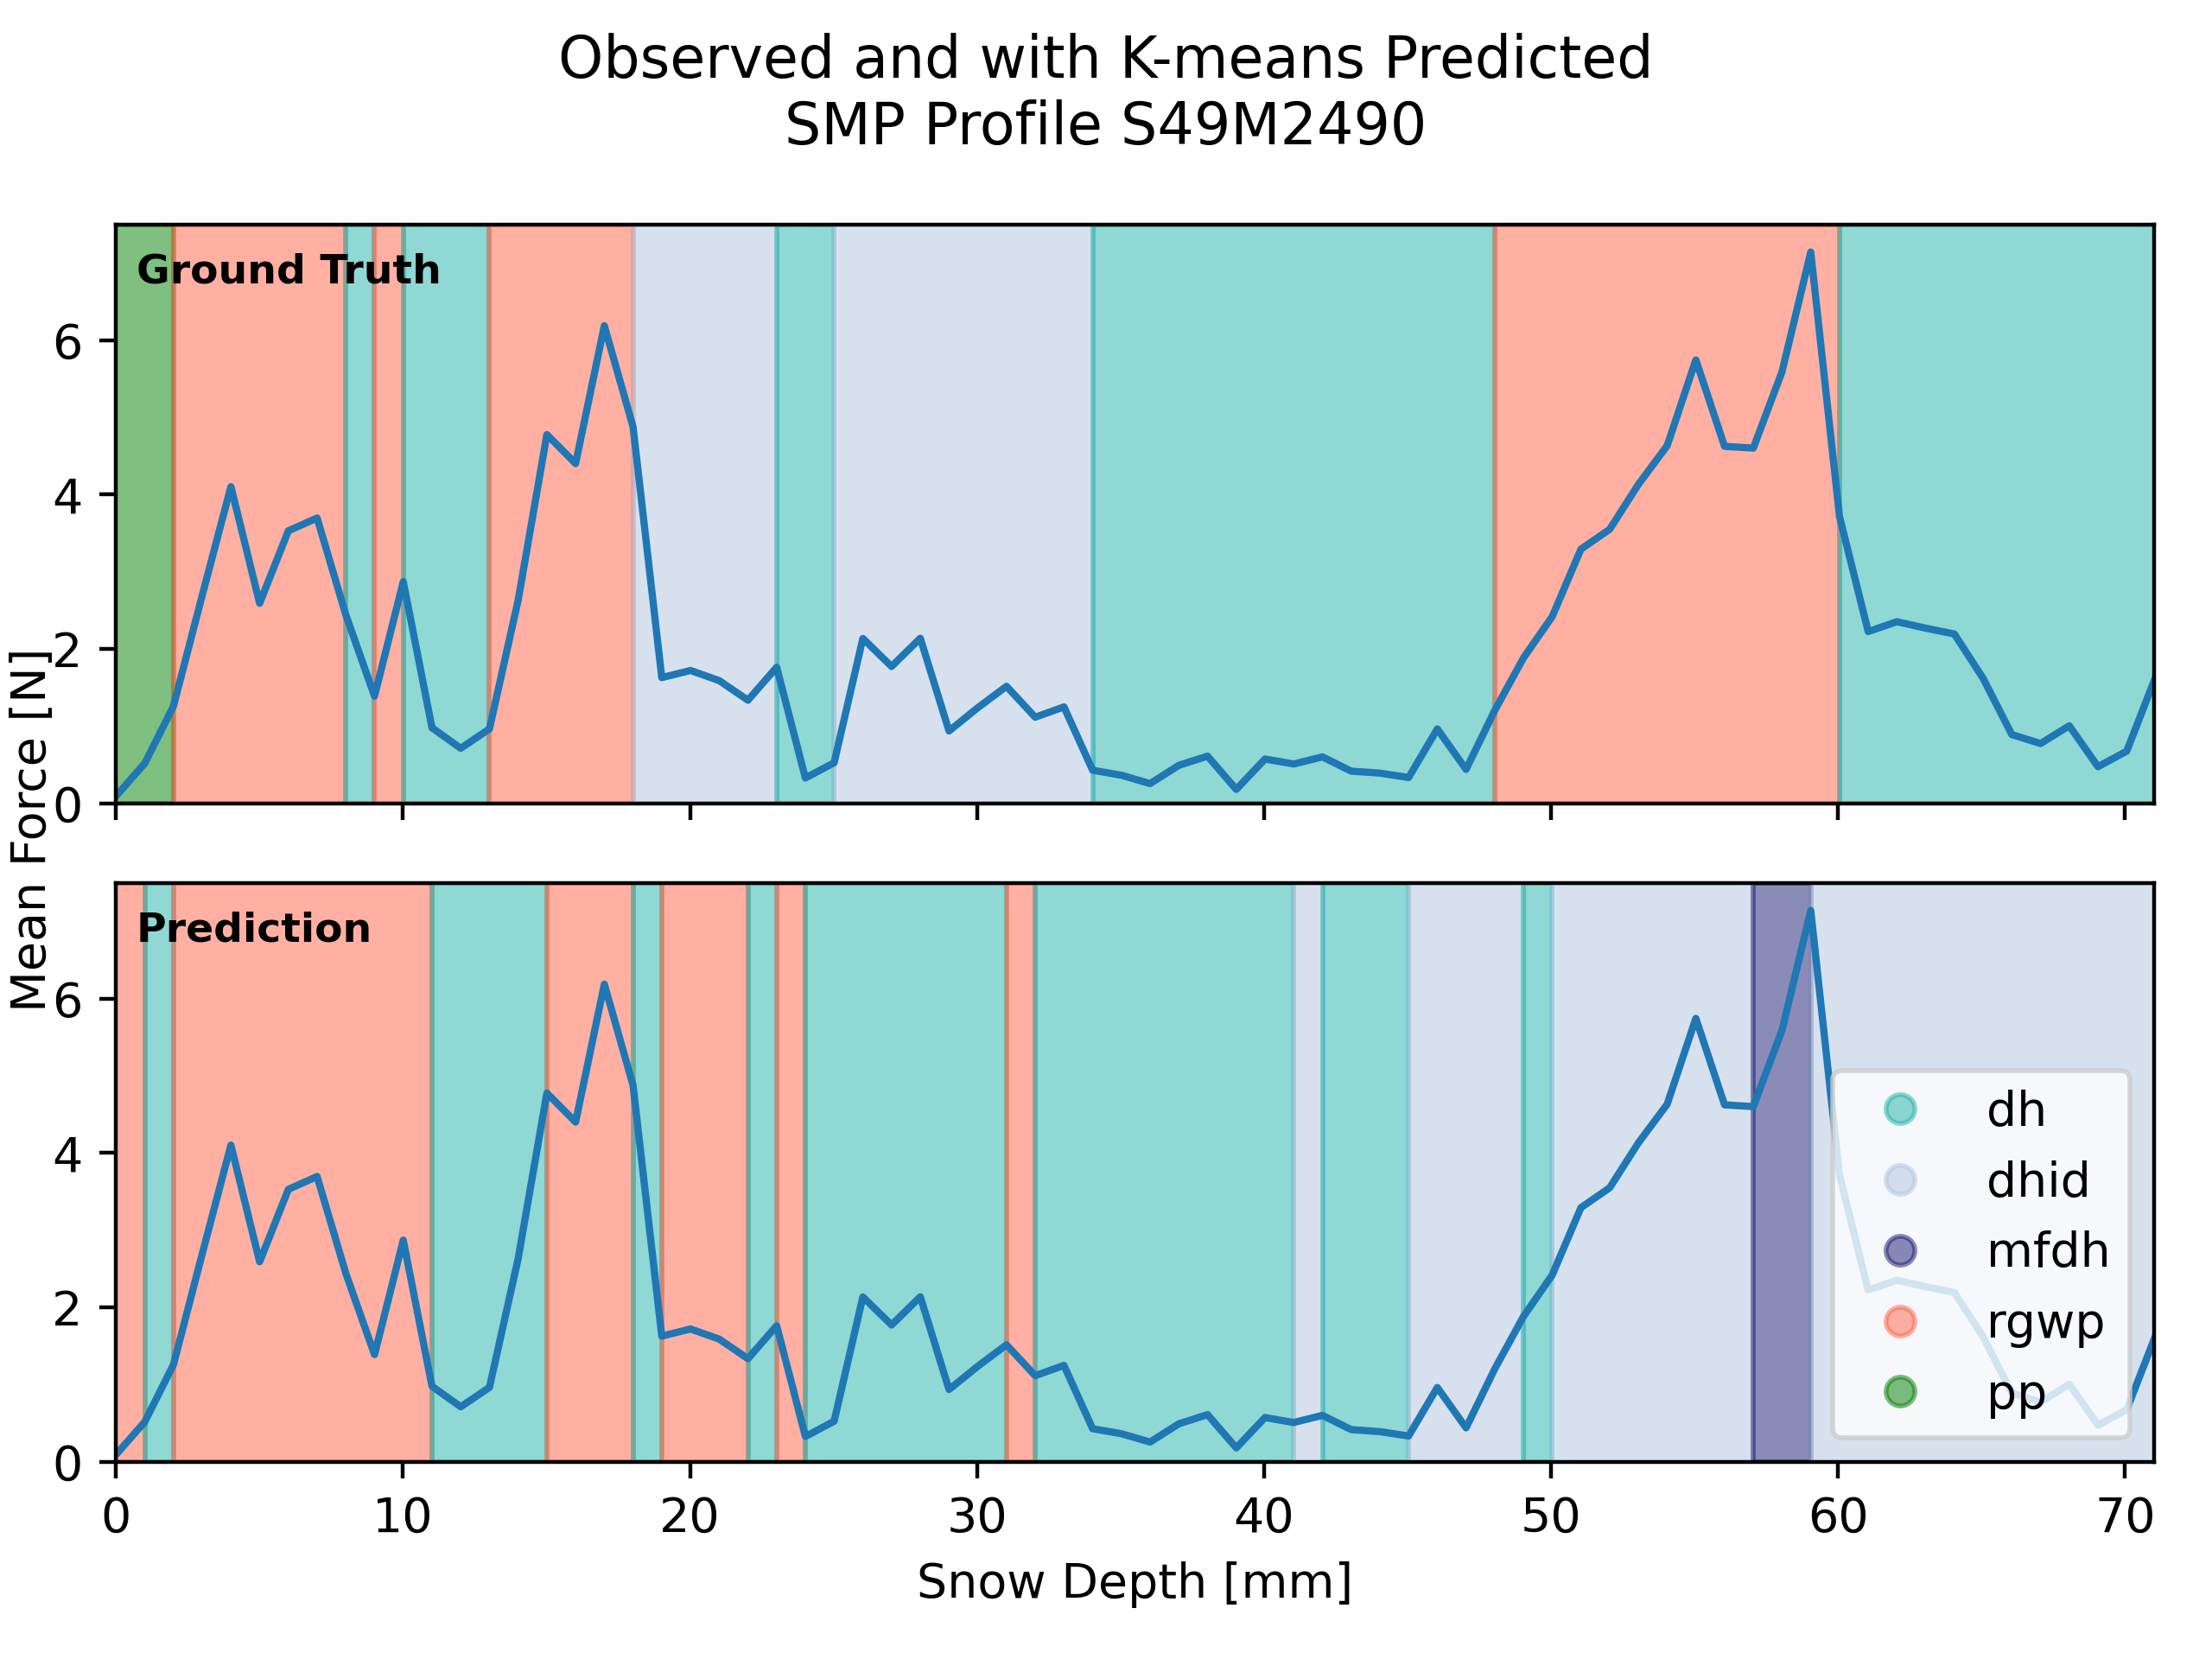 Observed and with K-means Predicted
SMP Profile S49M2490
Ground Truth
6
4
2
0
Mean Force [N]
Prediction
6
4
2
0
dh
dhid
mfdh
rgwp
pp
0 10 20 30 40 50 60 70
Snow Depth [mm]